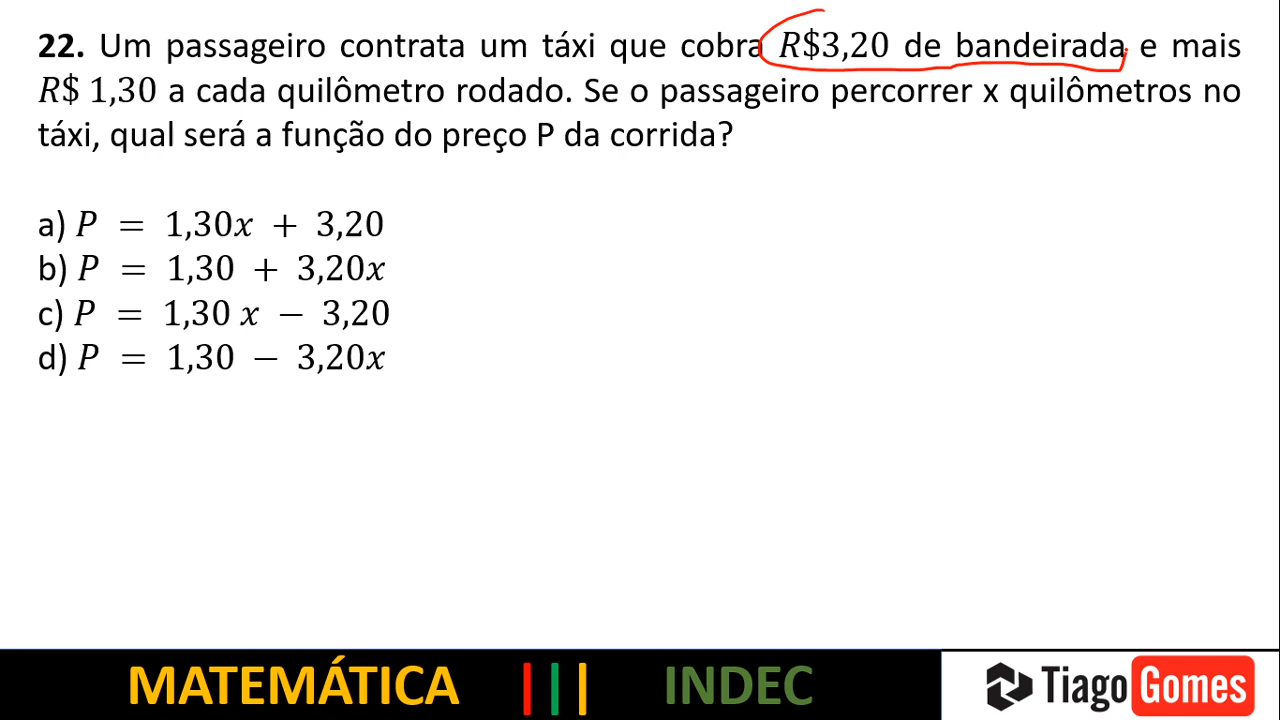 22. Um passageiro contrata um táxi que cobra R$3,20 de bandeirada e mais
R$ 1,30 a cada quilômetro rodado. Se o passageiro percorrer x quilômetros no
táxi, qual será a função do preço P da corrida?
a) P = 1,30x + 3,20
b) P = 1,30 + 3,20x
c) P = 1,30 x − 3,20
d) P = 1,30 − 3,20x
MATEMÁTICA ||| INDEC Tiago Gomes